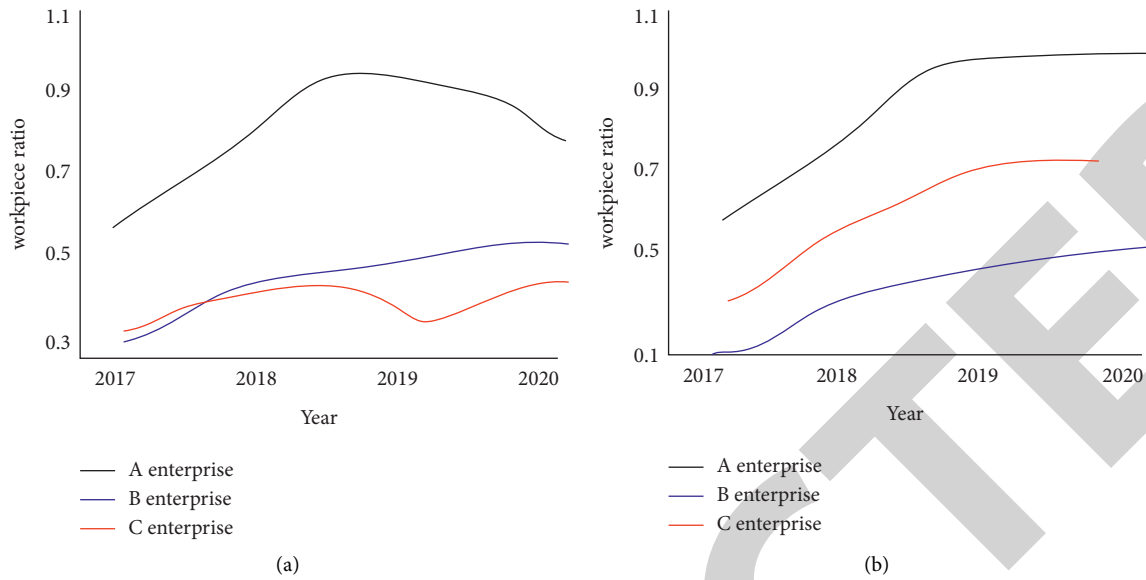 1.1
0.9
0.7
0.5
0.3
workpiece ratio
2017 2018 2019 2020
Year
A enterprise
B enterprise
C enterprise
(a)
1.1
0.9
0.7
0.5
0.1
workpiece ratio
2017 2018 2019 2020
Year
A enterprise
B enterprise
C enterprise
(b)
CTE